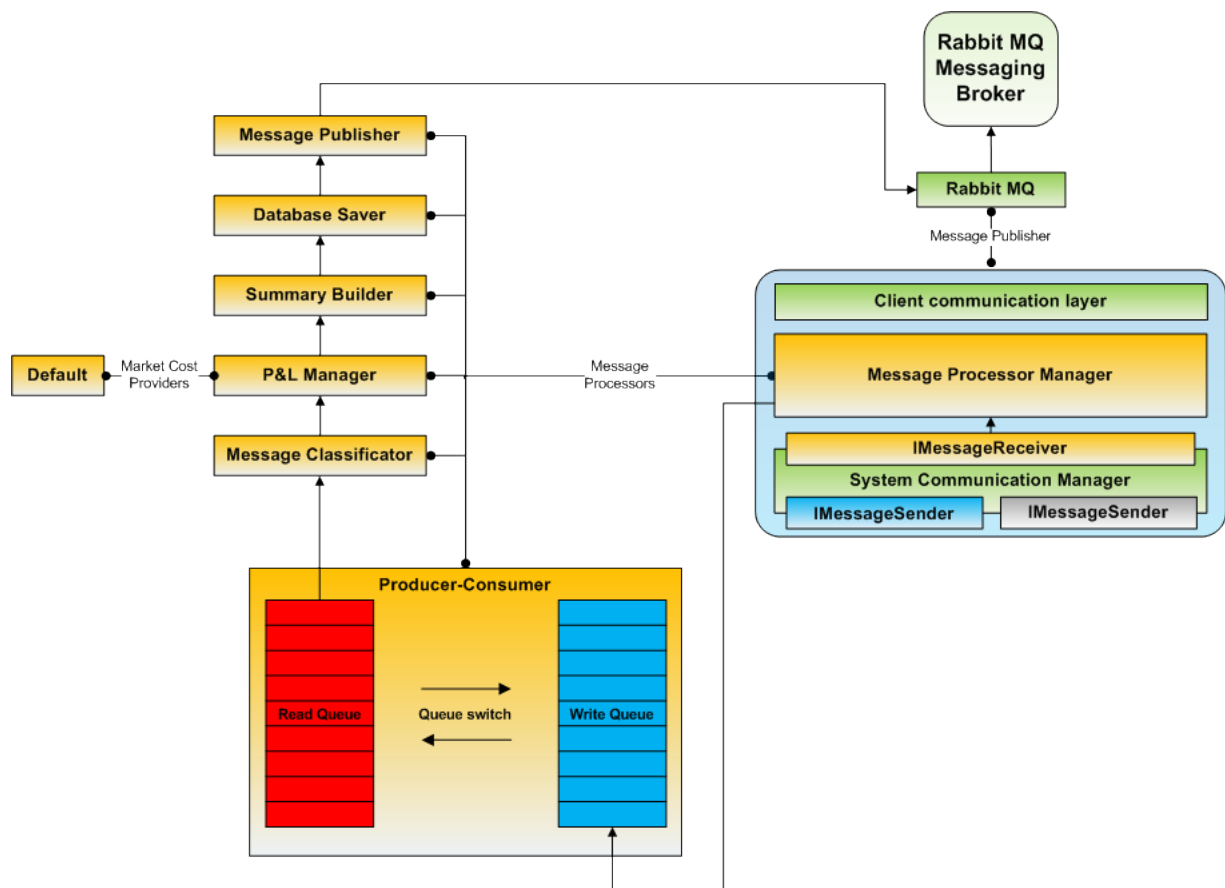 Rabbit MQ
Messaging
Broker
Message Publisher
Rabbit MQ
Database Saver
Message Publisher
Summary Builder
Client communication layer
Default
Market Cost
Providers
P&L Manager
Message
Processors
Message Processor Manager
Message Classificator
IMessageReceiver
System Communication Manager
IMessageSender
IMessageSender
Producer-Consumer
Read Queue
Queue switch
Write Queue